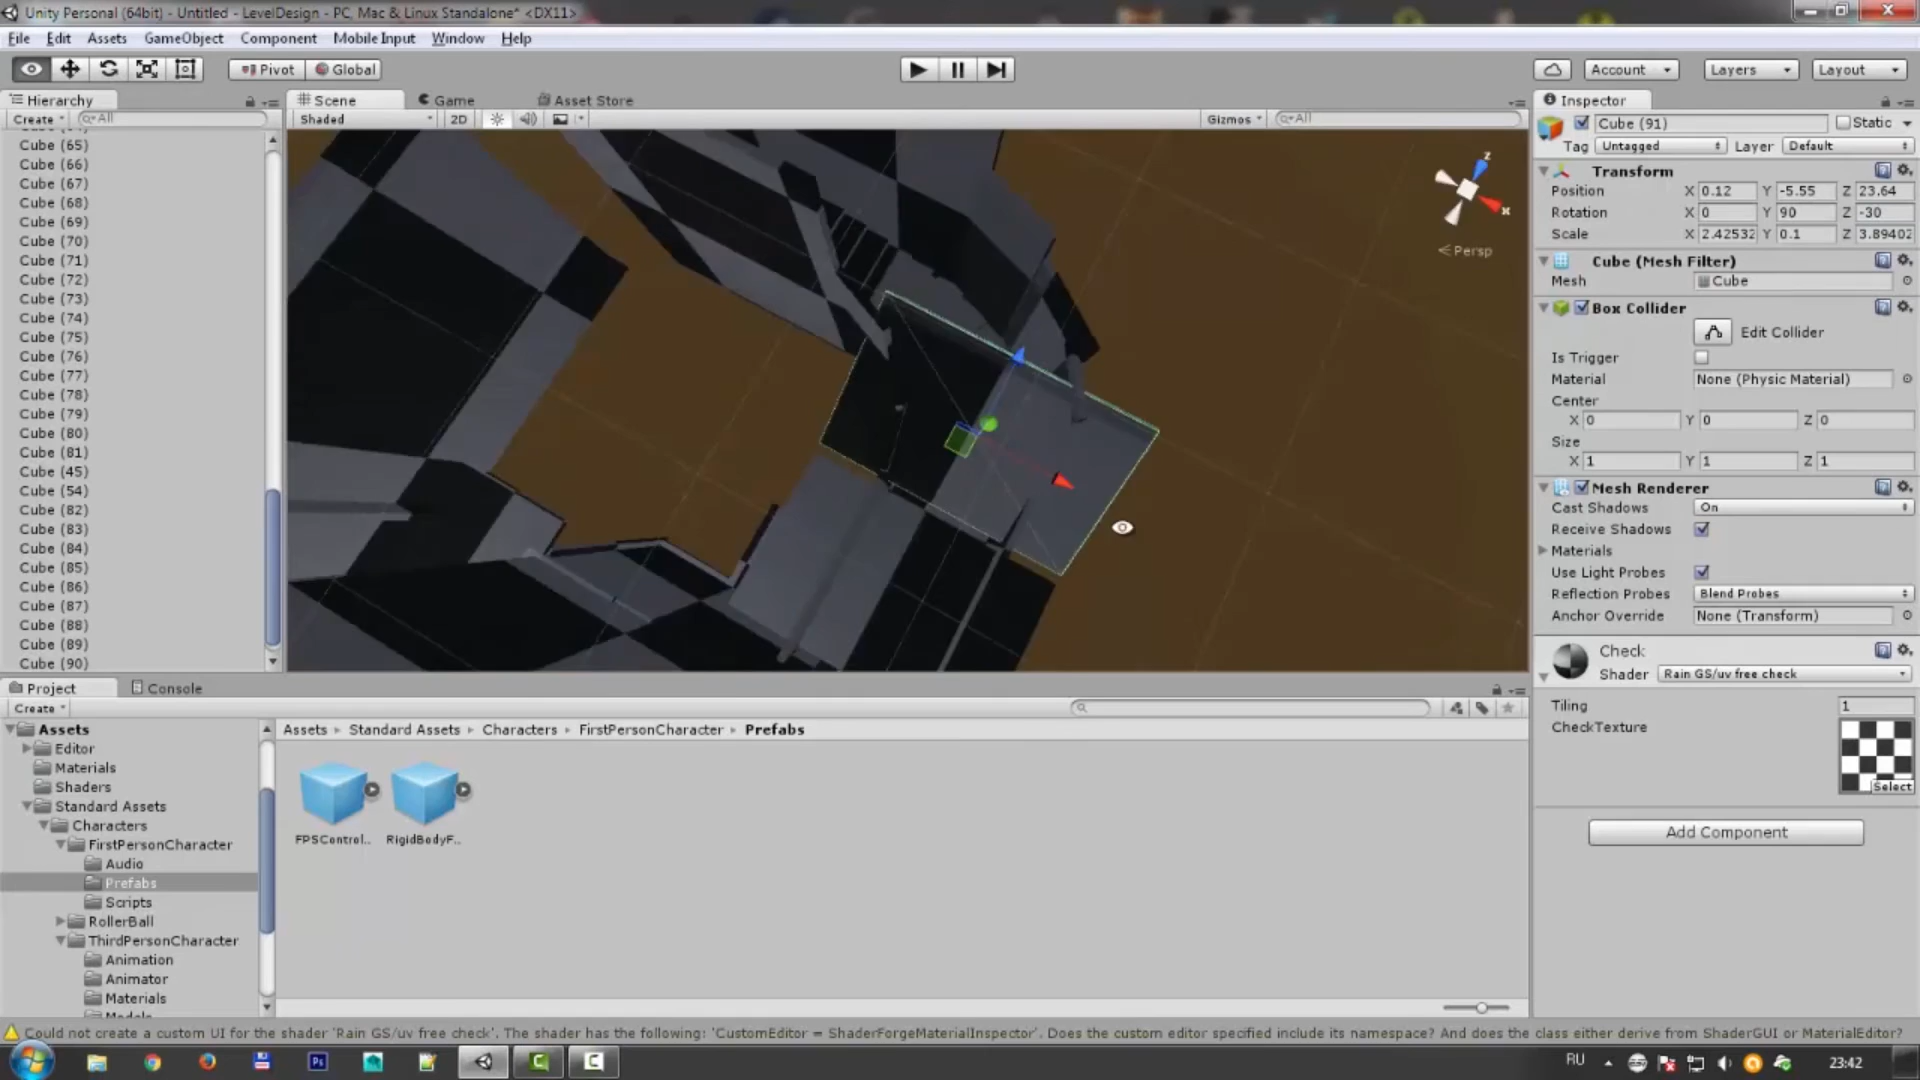 Unity Personal (64bit) - Untitled - LevelDesign - PC, Mac & Linux Standalone* <DX11>
File Edit Assets GameObject Component Mobile Input Window Help
Pivot Global Account Layers Layout
Hierarchy Scene Game Asset Store Inspector
Create All Shaded 2D Gizmos All
Cube (65)
Cube (66)
Cube (67)
Cube (68)
Cube (69)
Cube (70)
Cube (71)
Cube (72)
Cube (73)
Cube (74)
Cube (75)
Cube (76)
Cube (77)
Cube (78)
Cube (79)
Cube (80)
Cube (81)
Cube (45)
Cube (54)
Cube (82)
Cube (83)
Cube (84)
Cube (85)
Cube (86)
Cube (87)
Cube (88)
Cube (89)
Cube (90)
z
x
Persp
Cube (91) Static
Tag Untagged Layer Default
Transform
Position X 0.12 Y -5.55 Z 23.64
Rotation X 0 Y 90 Z -30
Scale X 2.42532 Y 0.1 Z 3.89402
Cube (Mesh Filter)
Mesh Cube
Box Collider
Edit Collider
Is Trigger
Material None (Physic Material)
Center
X 0 Y 0 Z 0
Size
X 1 Y 1 Z 1
Mesh Renderer
Cast Shadows On
Receive Shadows
Materials
Use Light Probes
Reflection Probes Blend Probes
Anchor Override None (Transform)
Check
Shader Rain GS/uv free check
Tiling 1
CheckTexture
Select
Add Component
Project Console
Create
Assets
Editor
Materials
Shaders
Standard Assets
Characters
FirstPersonCharacter
Audio
Prefabs
Scripts
RollerBall
ThirdPersonCharacter
Animation
Animator
Materials
Assets Standard Assets Characters FirstPersonCharacter Prefabs
FPSControl.. RigidBodyF..
Could not create a custom UI for the shader 'Rain GS/uv free check'. The shader has the following: 'CustomEditor = ShaderForgeMaterialInspector'. Does the custom editor specified include its namespace? And does the class either derive from ShaderGUI or MaterialEditor?
Ps C C RU 23:42